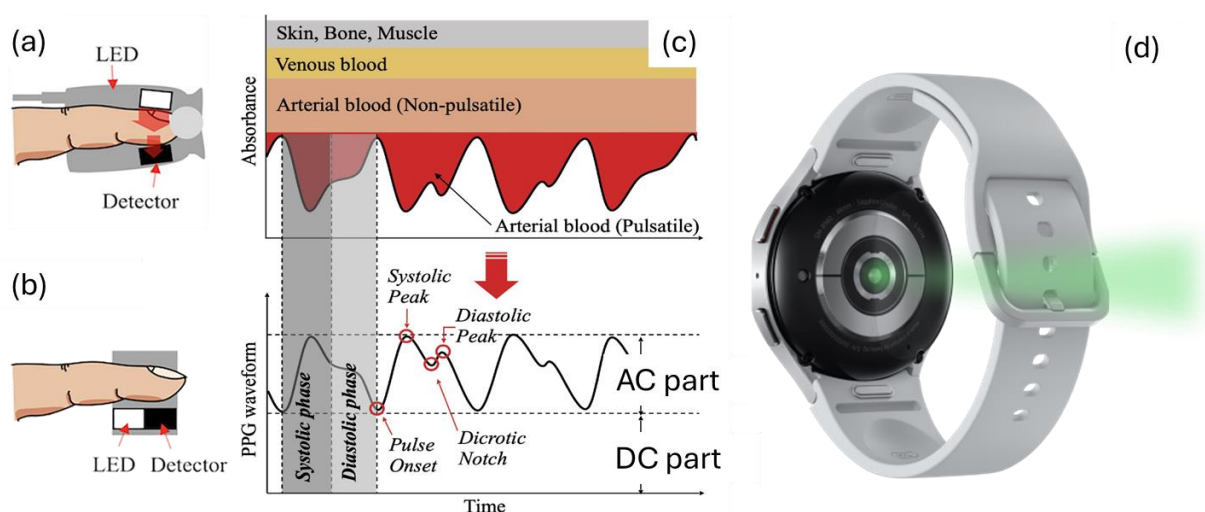 (a)
LED
Detector
(b)
LED Detector
(c)
Skin, Bone, Muscle
Venous blood
Arterial blood (Non-pulsatile)
Absorbance
Arterial blood (Pulsatile)
Systolic
Peak
Diastolic
Peak
AC part
DC part
PPG waveform
Systolic phase
Diastolic phase
Pulse
Onset
Dicrotic
Notch
Time
(d)